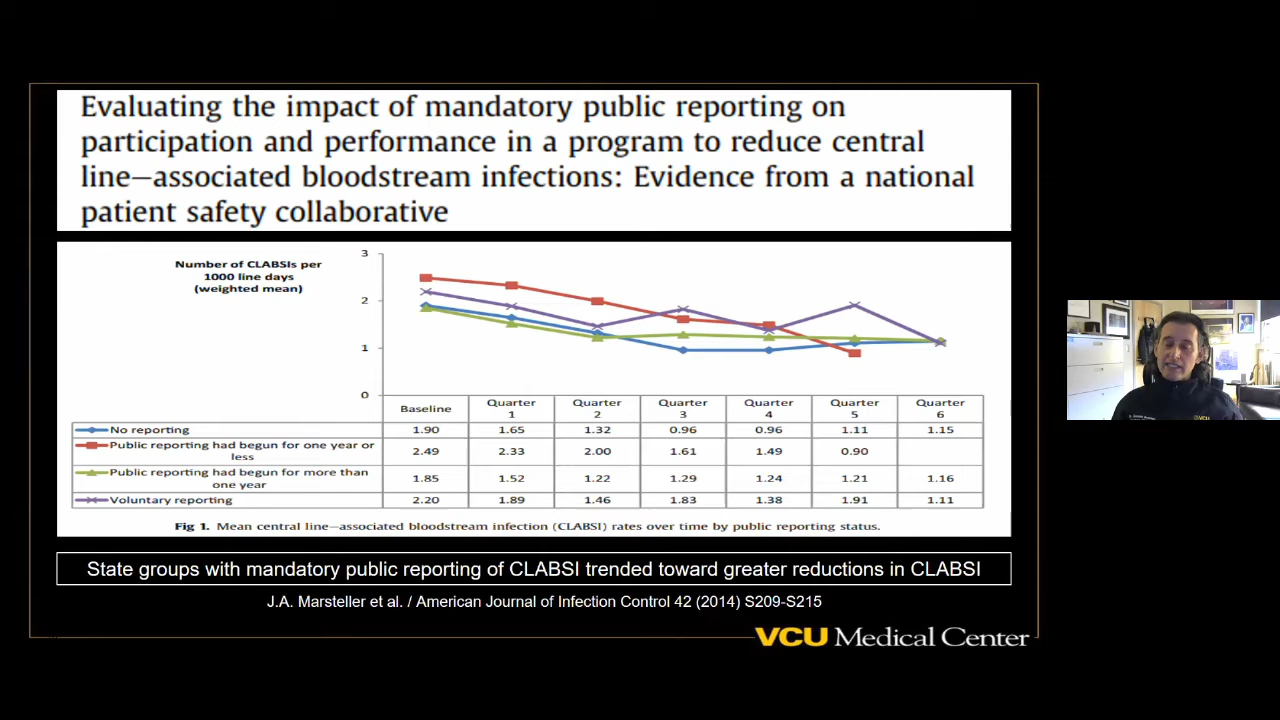 Evaluating the impact of mandatory public reporting on
participation and performance in a program to reduce central
line—associated bloodstream infections: Evidence from a national
patient safety collaborative
Number of CLABSIs per
1000 line days
(weighted mean)
3
2
1
0
Baseline Quarter 1 Quarter 2 Quarter 3 Quarter 4 Quarter 5 Quarter 6
No reporting 1.90 1.65 1.32 0.96 0.96 1.11 1.15
Public reporting had begun for one year or
less 2.49 2.33 2.00 1.61 1.49 0.90
Public reporting had begun for more than
one year 1.85 1.52 1.22 1.29 1.24 1.21 1.16
Voluntary reporting 2.20 1.89 1.46 1.83 1.38 1.91 1.11
Fig 1. Mean central line—associated bloodstream infection (CLABSI) rates over time by public reporting status.
State groups with mandatory public reporting of CLABSI trended toward greater reductions in CLABSI
J.A. Marsteller et al. / American Journal of Infection Control 42 (2014) S209-S215
VCU Medical Center
VCU